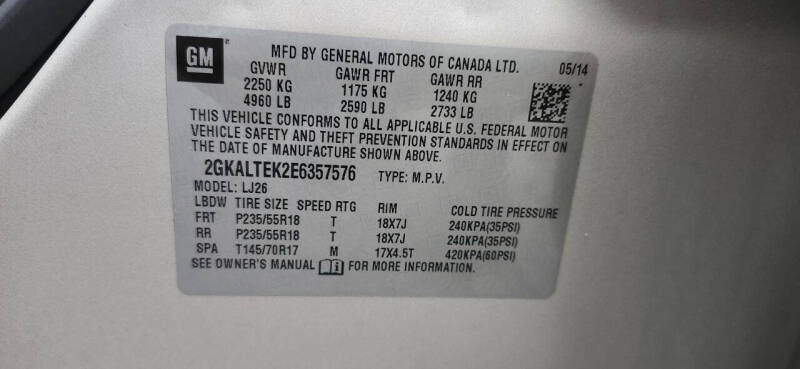 GM MFD BY GENERAL MOTORS OF CANADA LTD. 05/14
GVWR GAWR FRT GAWR RR
2250 KG 1175 KG 1240 KG
4960 LB 2590 LB 2733 LB
THIS VEHICLE CONFORMS TO ALL APPLICABLE U.S. FEDERAL MOTOR
VEHICLE SAFETY AND THEFT PREVENTION STANDARDS IN EFFECT ON
THE DATE OF MANUFACTURE SHOWN ABOVE.
2GKALTEK2E6357576 TYPE: M.P.V.
MODEL: LJ26
LBDW TIRE SIZE SPEED RTG RIM COLD TIRE PRESSURE
FRT P235/55R18 T 18X7J 240KPA(35PSI)
RR P235/55R18 T 18X7J 240KPA(35PSI)
SPA T145/70R17 M 17X4.5T 420KPA(60PSI)
SEE OWNER'S MANUAL i FOR MORE INFORMATION.